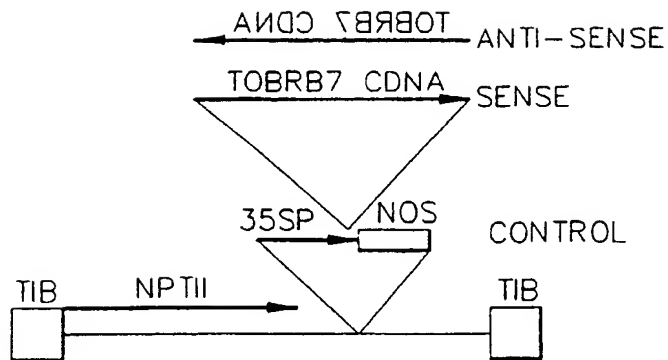 TOBRB7 CDNA ANTI-SENSE
TOBRB7 CDNA SENSE
35SP NOS CONTROL
TIB NPTII TIB